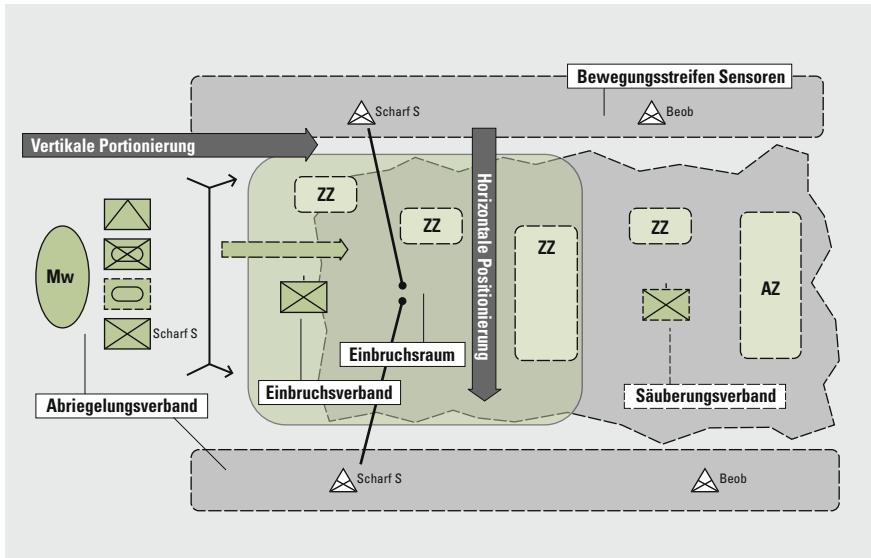 Bewegungsstreifen Sensoren
Scharf S
Beob
Vertikale Portionierung
Horizontale Positionierung
ZZ
ZZ
ZZ
ZZ
AZ
Mw
Scharf S
Einbruchsraum
Einbruchsverband
Säuberungsverband
Abriegelungsverband
Scharf S
Beob